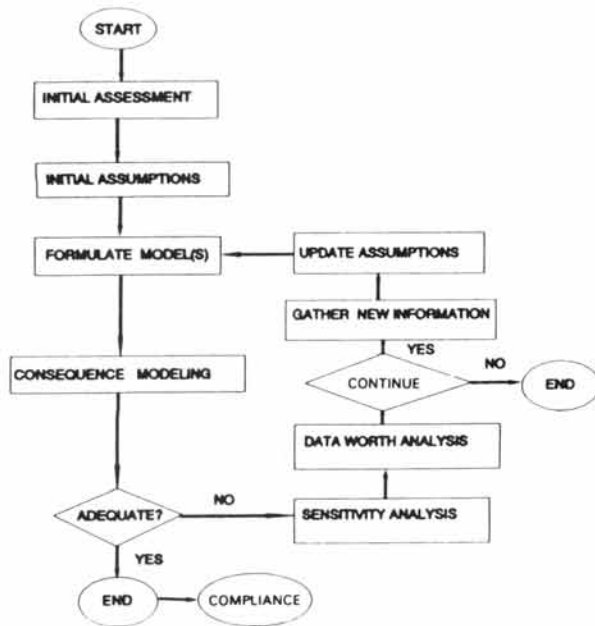 START
INITIAL ASSESSMENT
INITIAL ASSUMPTIONS
FORMULATE MODEL(S)
UPDATE ASSUMPTIONS
GATHER NEW INFORMATION
YES
NO
CONSEQUENCE MODELING
CONTINUE
END
DATA WORTH ANALYSIS
NO
ADEQUATE?
SENSITIVITY ANALYSIS
YES
END
COMPLIANCE